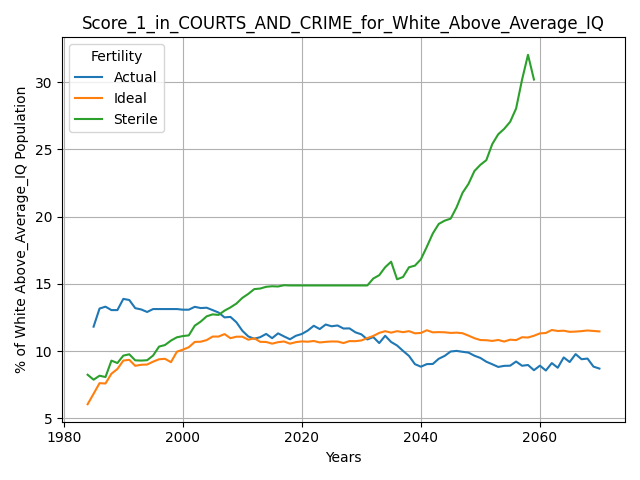 Score_1_in_COURTS_AND_CRIME_for_White_Above_Average_IQ
% of White Above_Average_IQ Population
Fertility
Actual
Ideal
Sterile
30
25
20
15
10
5
1980 2000 2020 2040 2060
Years